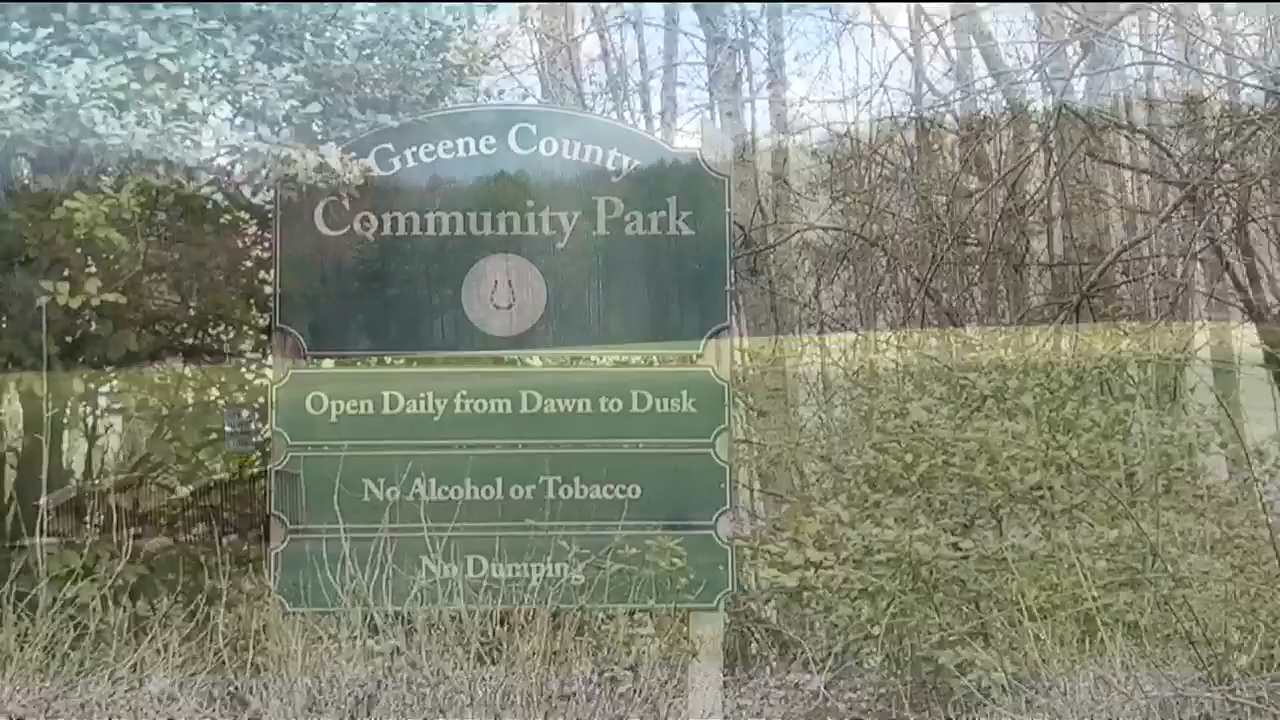 Greene County
Community Park
Open Daily from Dawn to Dusk
No Alcohol or Tobacco
No Dumping